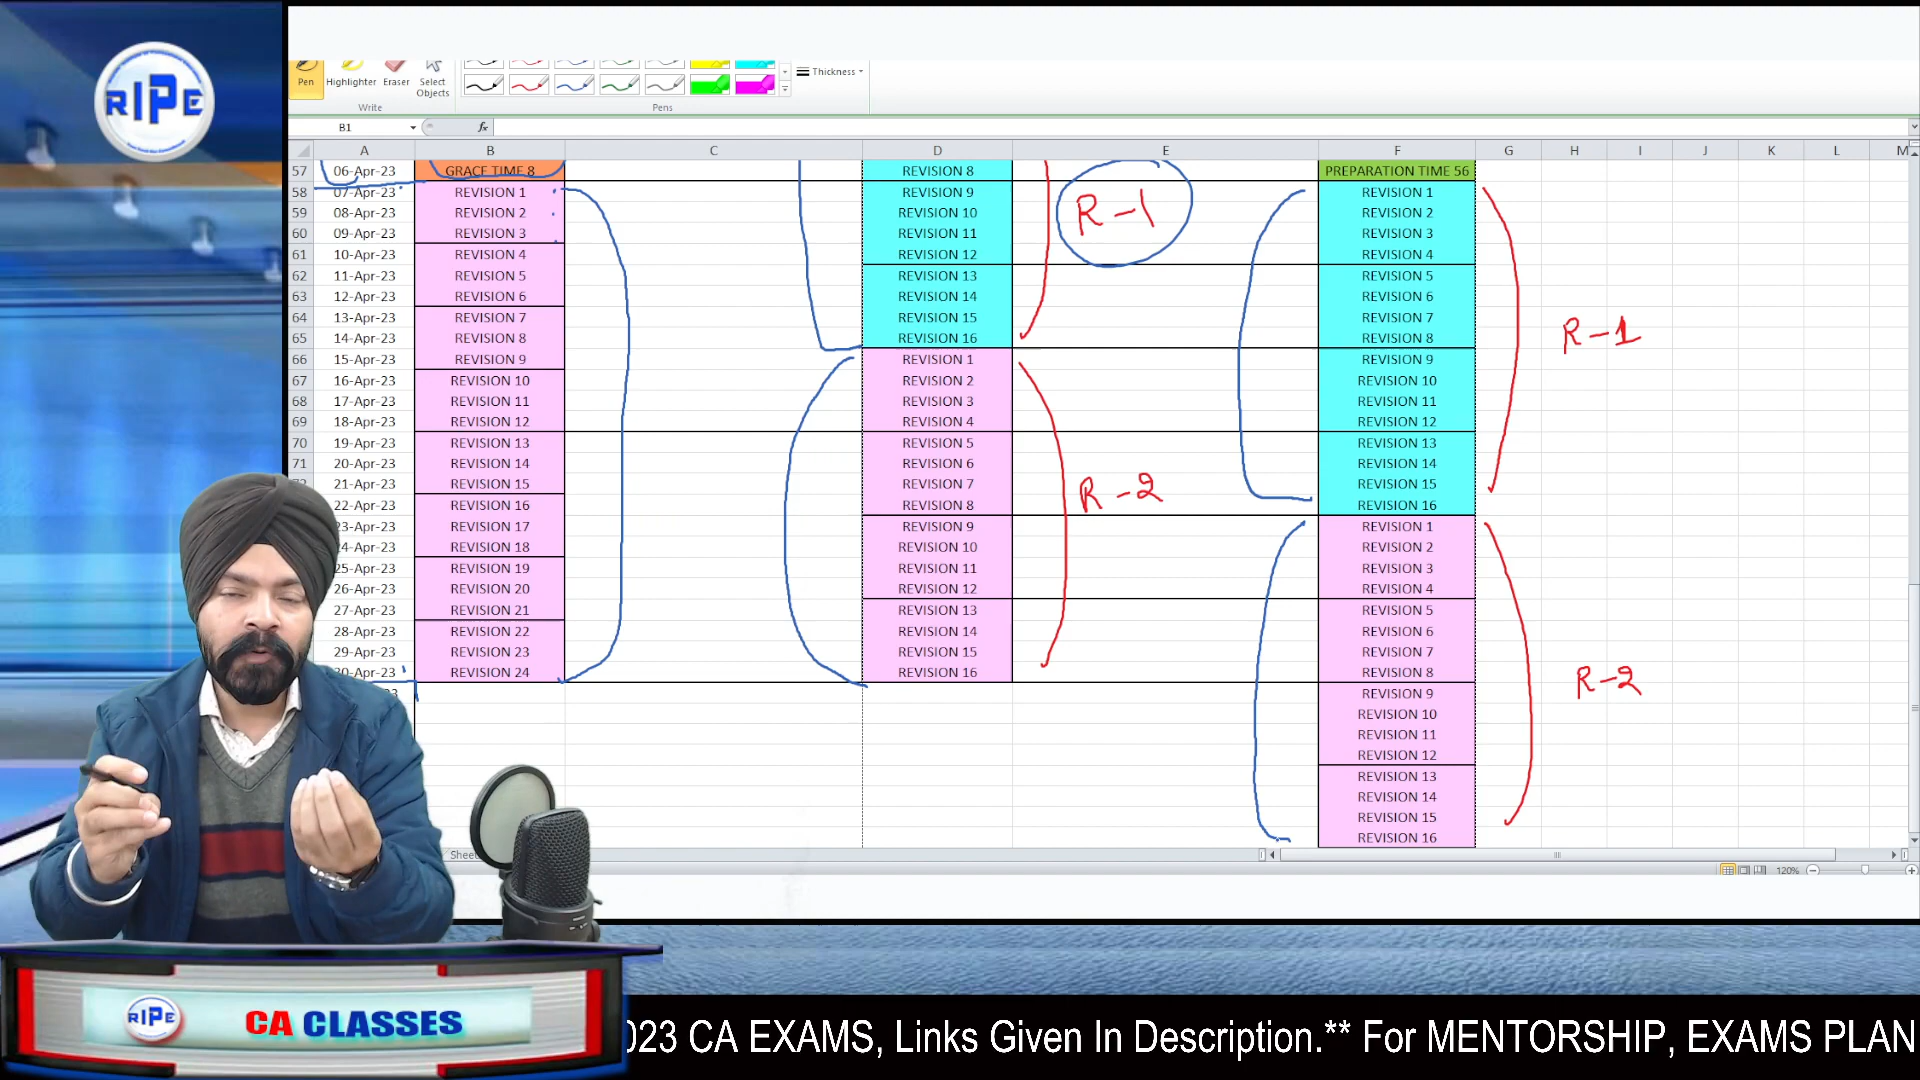 RIPE
Pen Highlighter Eraser Select Objects
Thickness
Write Pens
B1 fx
A B C D E F G H I J K L M
57 06-Apr-23 GRACE TIME 8 REVISION 8 PREPARATION TIME 56
58 07-Apr-23 REVISION 1 REVISION 9 REVISION 1
59 08-Apr-23 REVISION 2 REVISION 10 R-1 REVISION 2
60 09-Apr-23 REVISION 3 REVISION 11 REVISION 3
61 10-Apr-23 REVISION 4 REVISION 12 REVISION 4
62 11-Apr-23 REVISION 5 REVISION 13 REVISION 5
63 12-Apr-23 REVISION 6 REVISION 14 REVISION 6
64 13-Apr-23 REVISION 7 REVISION 15 REVISION 7 R-1
65 14-Apr-23 REVISION 8 REVISION 16 REVISION 8
66 15-Apr-23 REVISION 9 REVISION 1 REVISION 9
67 16-Apr-23 REVISION 10 REVISION 2 REVISION 10
68 17-Apr-23 REVISION 11 REVISION 3 REVISION 11
69 18-Apr-23 REVISION 12 REVISION 4 REVISION 12
70 19-Apr-23 REVISION 13 REVISION 5 REVISION 13
71 20-Apr-23 REVISION 14 REVISION 6 REVISION 14
21-Apr-23 REVISION 15 REVISION 7 R-2 REVISION 15
22-Apr-23 REVISION 16 REVISION 8 REVISION 16
23-Apr-23 REVISION 17 REVISION 9 REVISION 1
24-Apr-23 REVISION 18 REVISION 10 REVISION 2
25-Apr-23 REVISION 19 REVISION 11 REVISION 3
26-Apr-23 REVISION 20 REVISION 12 REVISION 4
27-Apr-23 REVISION 21 REVISION 13 REVISION 5
28-Apr-23 REVISION 22 REVISION 14 REVISION 6
29-Apr-23 REVISION 23 REVISION 15 REVISION 7
30-Apr-23 REVISION 24 REVISION 16 REVISION 8 R-2
REVISION 9
REVISION 10
REVISION 11
REVISION 12
REVISION 13
REVISION 14
REVISION 15
REVISION 16
120%
RIPE CA CLASSES
023 CA EXAMS, Links Given In Description.** For MENTORSHIP, EXAMS PLAN